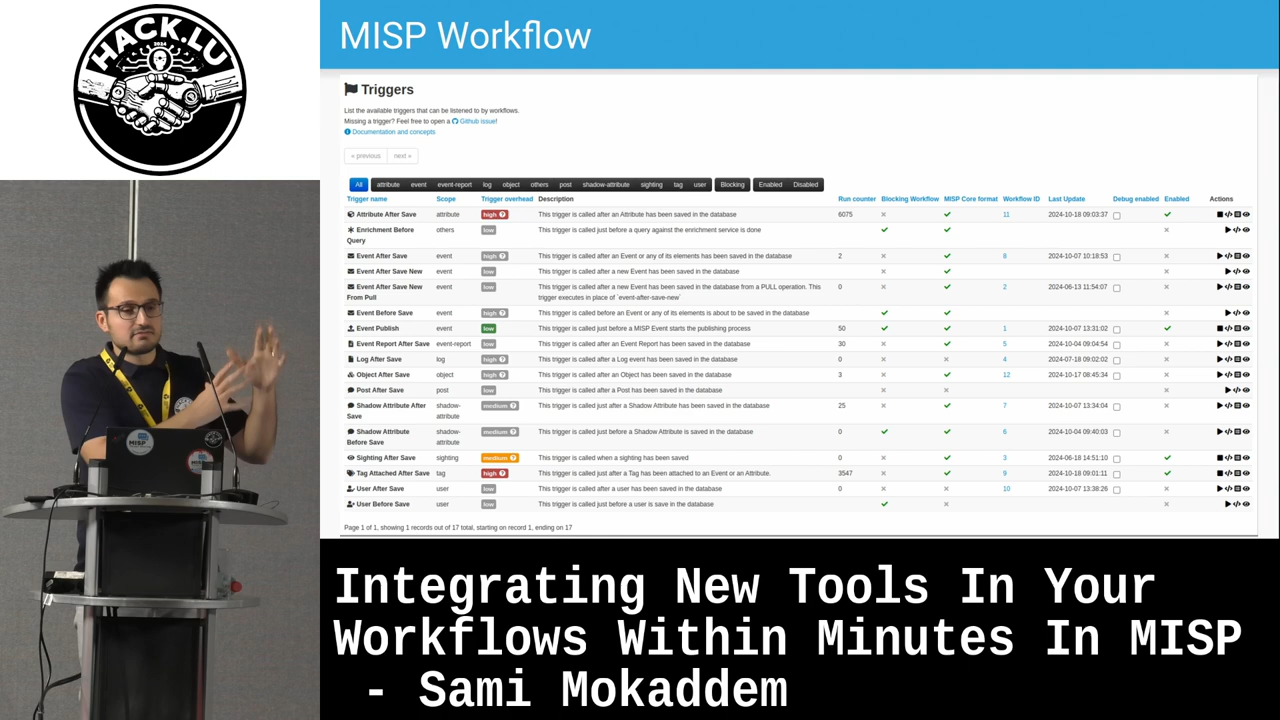 HACK.LU
2024
MISP Workflow
Triggers
List the available triggers that can be listened to by workflows.
Missing a trigger? Feel free to open a Github issue!
Documentation and concepts
« previous next »
All attribute event event-report log object others post shadow-attribute sighting tag user Blocking Enabled Disabled
Trigger name Scope Trigger overhead Description Run counter Blocking Workflow MISP Core format Workflow ID Last Update Debug enabled Enabled Actions
Attribute After Save attribute high This trigger is called after an Attribute has been saved in the database 6075 11 2024-10-18 09:03:37
Enrichment Before others low This trigger is called just before a query against the enrichment service is done
Query
Event After Save event high This trigger is called after an Event or any of its elements has been saved in the database 2 8 2024-10-07 10:18:53
Event After Save New event low This trigger is called after a new Event has been saved in the database
Event After Save New event low This trigger is called after a new Event has been saved in the database from a PULL operation. This 0 2 2024-06-13 11:54:07
From Pull trigger executes in place of `event-after-save-new`
Event Before Save event high This trigger is called before an Event or any of its elements is about to be saved in the database
Event Publish event low This trigger is called just before a MISP Event starts the publishing process 50 1 2024-10-07 13:31:02
Event Report After Save event-report low This trigger is called after an Event Report has been saved in the database 30 5 2024-10-04 09:04:54
Log After Save log high This trigger is called after a Log event has been saved in the database 0 4 2024-07-18 09:02:02
Object After Save object high This trigger is called after an Object has been saved in the database 3 12 2024-10-17 08:45:34
Post After Save post low This trigger is called after a Post has been saved in the database
Shadow Attribute After shadow- medium This trigger is called just after a Shadow Attribute has been saved in the database 25 7 2024-10-07 13:34:04
Save attribute
Shadow Attribute shadow- medium This trigger is called just before a Shadow Attribute is saved in the database 0 6 2024-10-04 09:40:03
Before Save attribute
Sighting After Save sighting medium This trigger is called when a sighting has been saved 0 3 2024-06-18 14:51:10
Tag Attached After Save tag high This trigger is called just after a Tag has been attached to an Event or an Attribute. 3547 9 2024-10-18 09:01:11
User After Save user low This trigger is called after a user has been saved in the database 0 10 2024-10-07 13:38:26
User Before Save user low This trigger is called just before a user is save in the database
Page 1 of 1, showing 1 records out of 17 total, starting on record 1, ending on 17
MISP
Integrating New Tools In Your
Workflows Within Minutes In MISP
- Sami Mokaddem